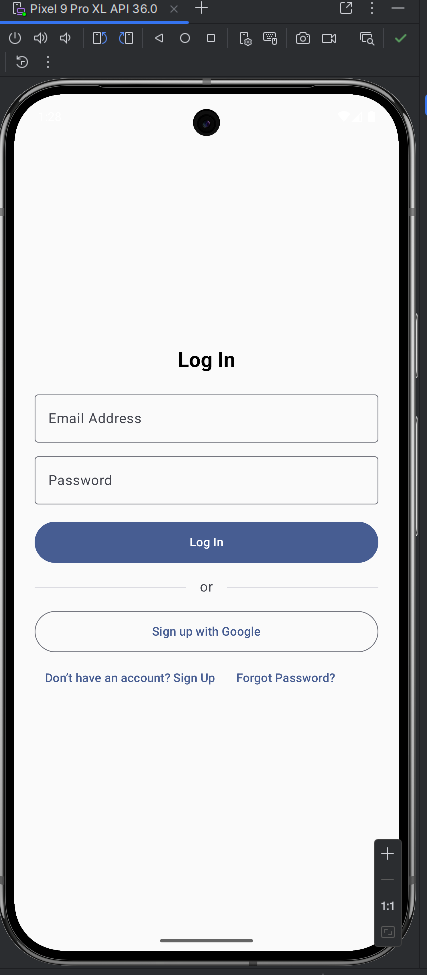 Pixel 9 Pro XL API 36.0
Log In
Email Address
Password
Log In
or
Sign up with Google
Don't have an account? Sign Up Forgot Password?
1:1